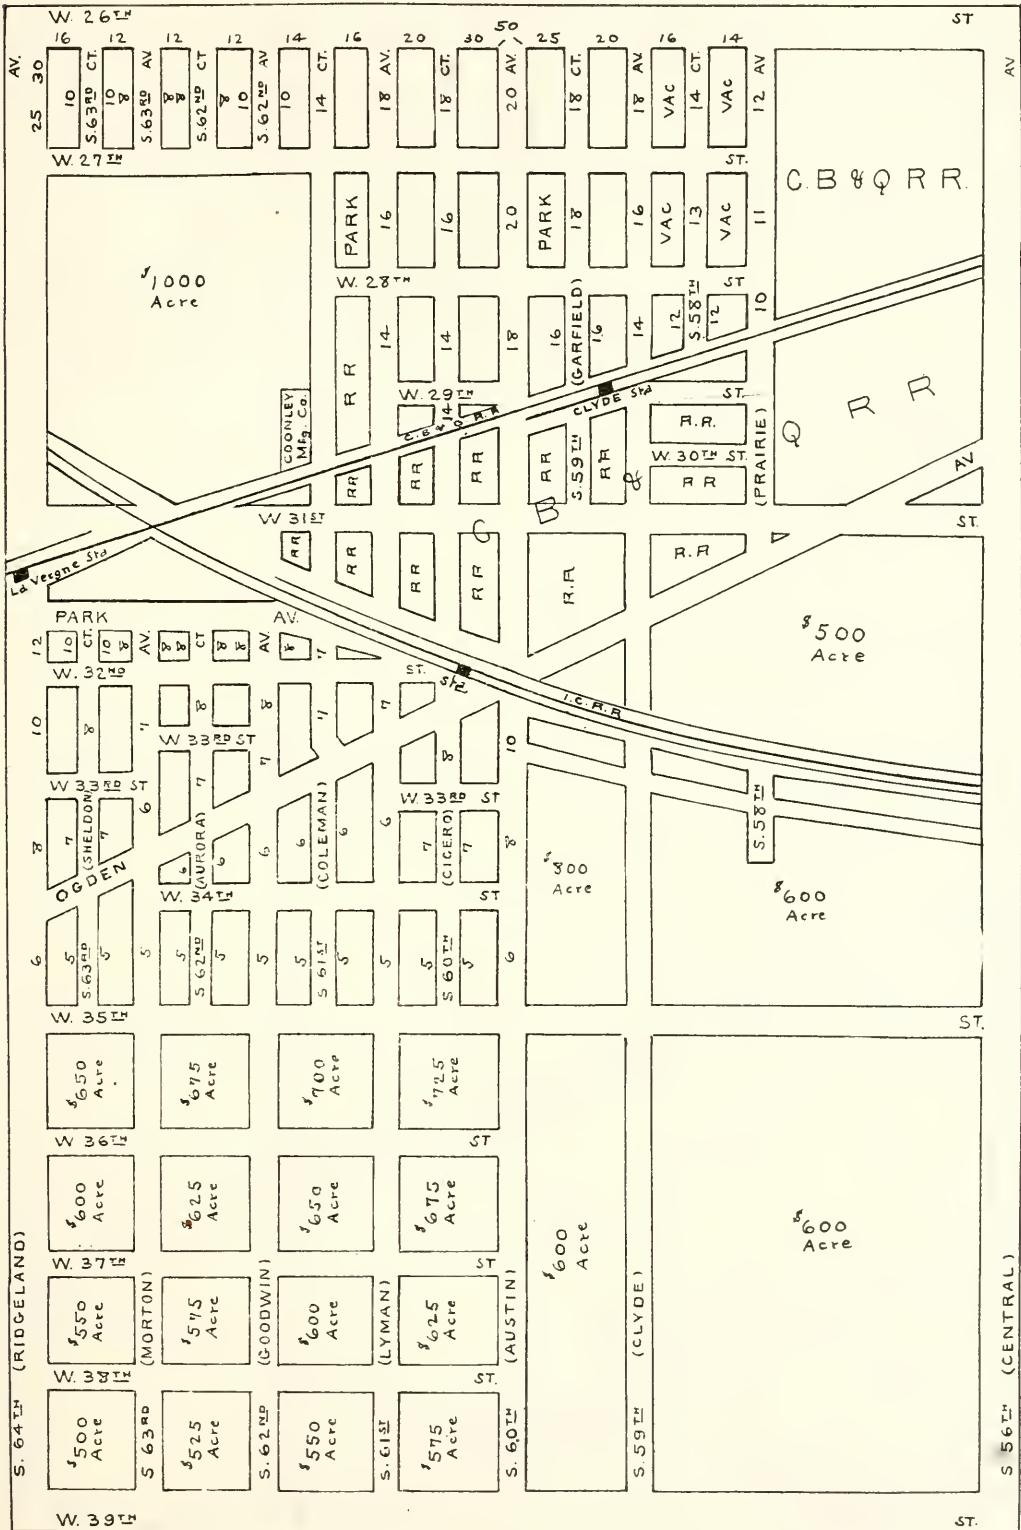 W. 26TH ST
50
16 12 12 12 14 16 20 30 25 20 16 14
AV. 30 25 10 S.63RD CT. 10 8 S.63RD AV 8 8 S.62ND CT 8 10 S.62ND AV 10 14 CT. 18 AV. 18 CT. 20 AV. 18 CT. 18 AV. VAC 14 CT. VAC 12 AV AV
W. 27TH ST.
C. B & Q R R.
PARK 16 16 20 PARK 18 16 VAC 13 VAC 11
$1000
Acre
W. 28TH ST
R R 14 14 18 16 (GARFIELD) 16 14 12 S.58TH 12 10
W. 29TH ST.
14
C.B & Q. R.R
CLYDE Sta
COONLEY
Mfg. Co.
R.R.
(PRAIRIE)
Q R R
W. 30TH ST.
RR RR RR RR S.59TH RR & R R
AV
W 31ST ST.
C B
RR RR RR RR R.R R.R
La Vergne Sta
PARK AV.
12 10 CT. 10 8 AV. 8 8 CT 8 8 AV. 8 7
$500
Acre
W. 32ND ST.
Sta
I.C. R.R
10 8 7 8 8 7 7 8 10
W 33RD ST
W 33RD ST
W. 33RD ST
8 7 (SHELDON) 7 6 7 (AURORA) 6 6 7 6 6 (COLEMAN) 6 6 7 (CICERO) 7 8
S.58TH
OGDEN
$800
Acre
$600
Acre
W. 34TH ST
6 5 S.63RD 5 5 5 S.62ND 5 5 5 S 61ST 5 5 5 S 60TH 5 6
W. 35TH ST.
$650
Acre
$675
Acre
$700
Acre
$725
Acre
W 36TH ST
$600
Acre
$625
Acre
$650
Acre
$675
Acre
$600
Acre
$600
Acre
W. 37TH ST
$550
Acre
$575
Acre
$600
Acre
$625
Acre
W. 38TH ST.
$500
Acre
$525
Acre
$550
Acre
$575
Acre
S. 64TH (RIDGELAND)
S 63RD (MORTON)
S. 62ND (GOODWIN)
S. 61ST (LYMAN)
S. 60TH (AUSTIN)
S. 59TH (CLYDE)
S 56TH (CENTRAL)
W. 39TH ST.